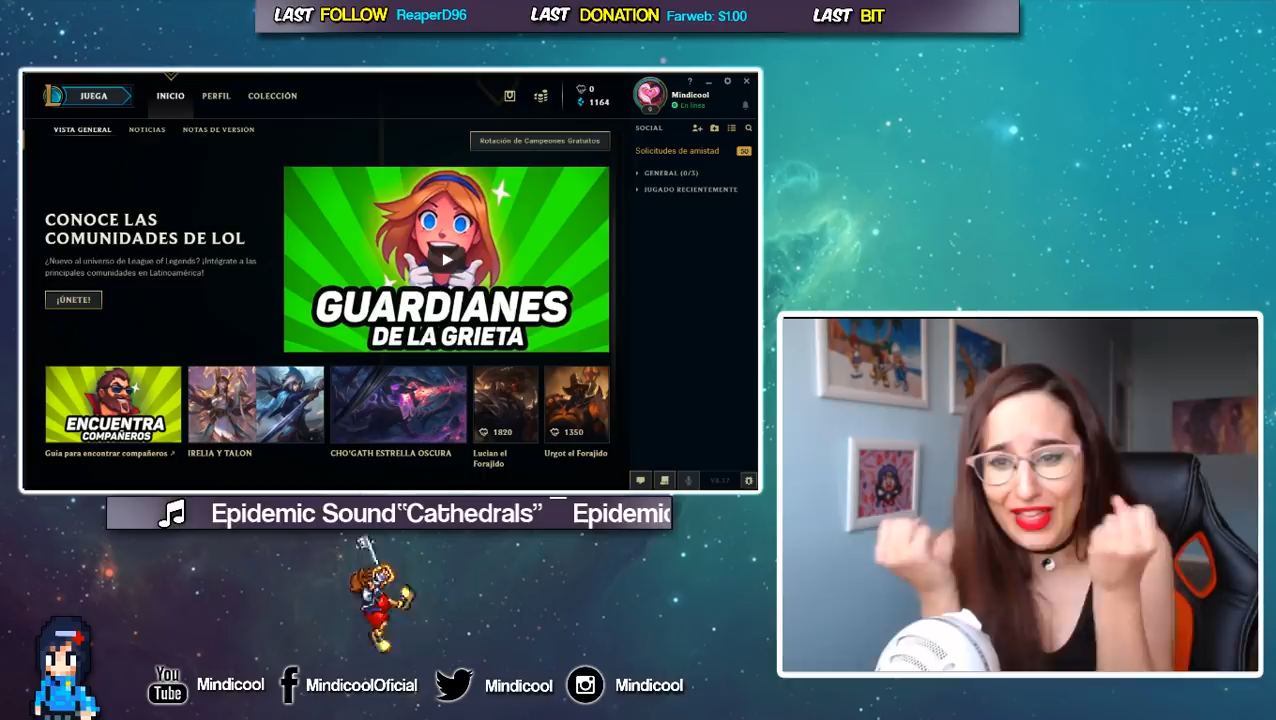 LAST FOLLOW ReaperD96
LAST DONATION Farweb: $1.00
LAST BIT
JUEGA
INICIO
PERFIL
COLECCIÓN
0
1164
Mindicool
En línea
VISTA GENERAL
NOTICIAS
NOTAS DE VERSIÓN
Rotación de Campeones Gratuitos
SOCIAL
Solicitudes de amistad 50
GENERAL (0/3)
JUGADO RECIENTEMENTE
CONOCE LAS
COMUNIDADES DE LOL
¿Nuevo al universo de League of Legends? ¡Intégrate a las
principales comunidades en Latinoamérica!
¡ÚNETE!
GUARDIANES
DE LA GRIETA
ENCUENTRA
COMPAÑEROS
1820
1350
Guía para encontrar compañeros
IRELIA Y TALON
CHO'GATH ESTRELLA OSCURA
Lucian el
Forajido
Urgot el Forajido
V8.17
Epidemic Sound "Cathedrals" Epidemic
You
Tube
Mindicool
MindicoolOficial
Mindicool
Mindicool